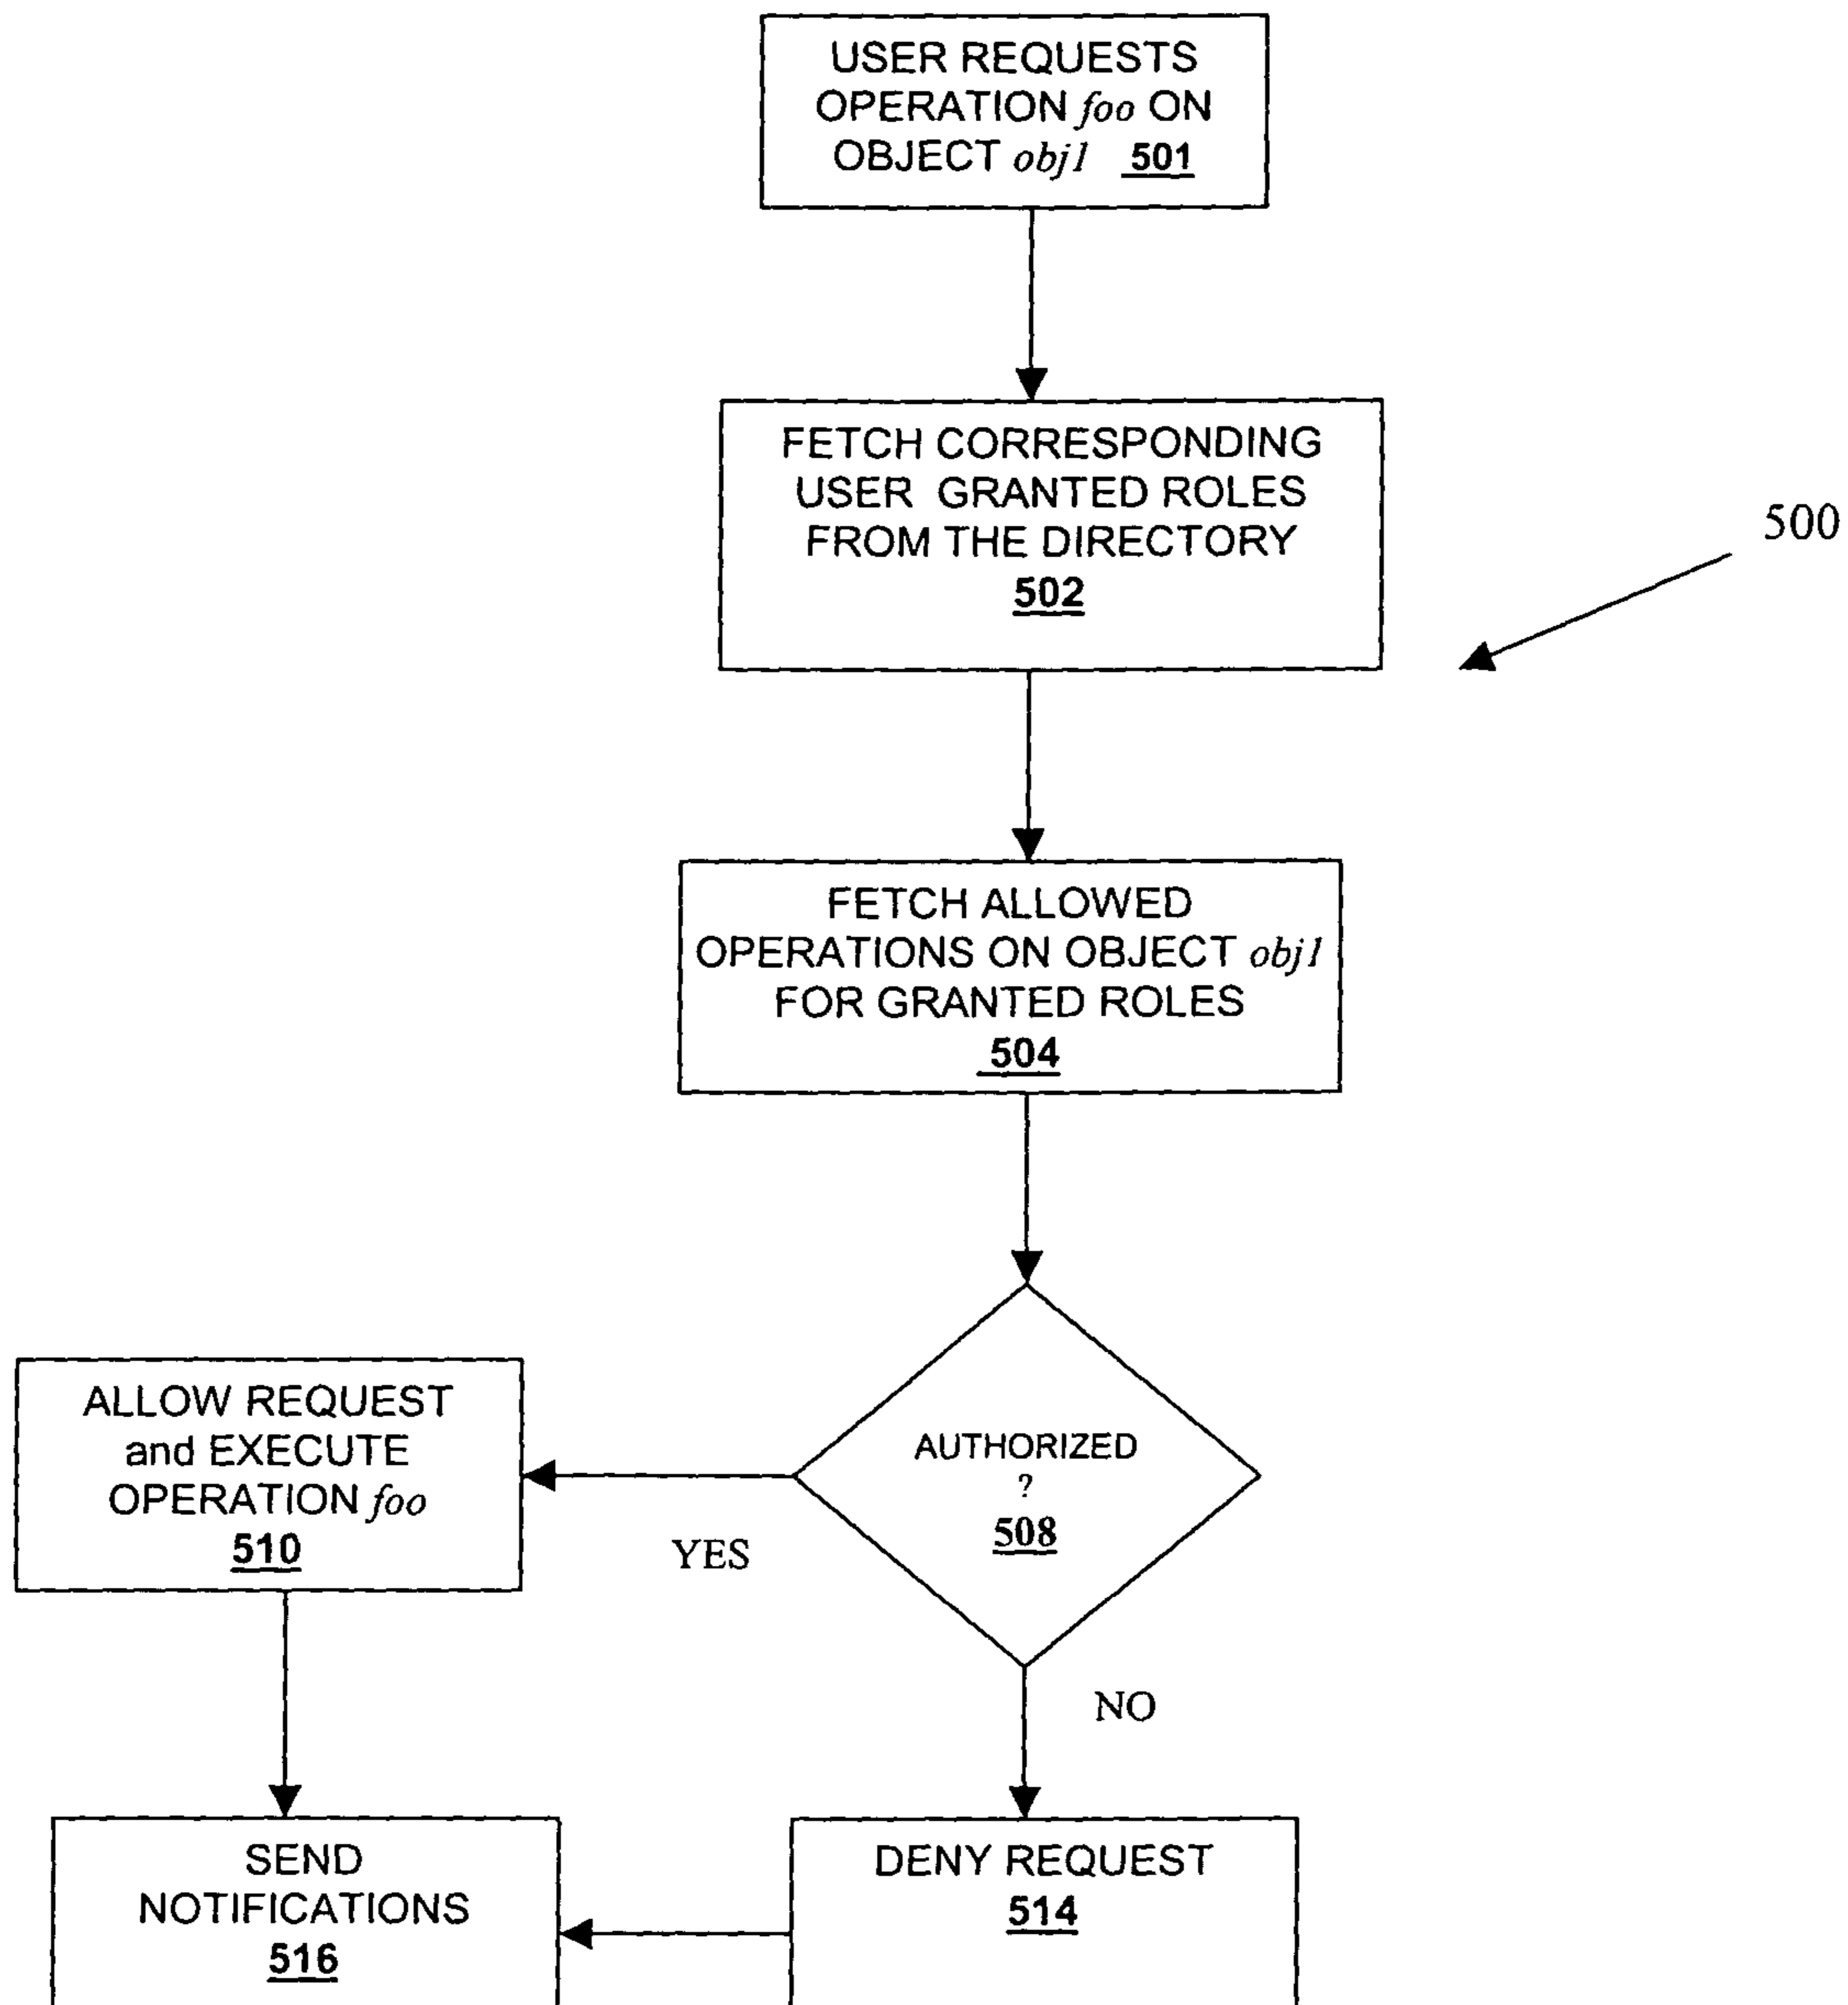 USER REQUESTS
OPERATION foo ON
OBJECT obj1 501
FETCH CORRESPONDING
USER GRANTED ROLES
FROM THE DIRECTORY
502
500
FETCH ALLOWED
OPERATIONS ON OBJECT obj1
FOR GRANTED ROLES
504
AUTHORIZED
?
508
YES
ALLOW REQUEST
and EXECUTE
OPERATION foo
510
NO
DENY REQUEST
514
SEND
NOTIFICATIONS
516